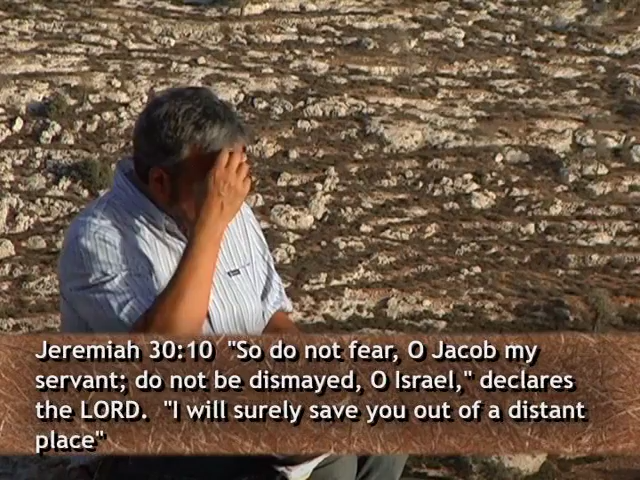 Jeremiah 30:10  "So do not fear, O Jacob my
servant; do not be dismayed, O Israel," declares
the LORD.  "I will surely save you out of a distant
place"